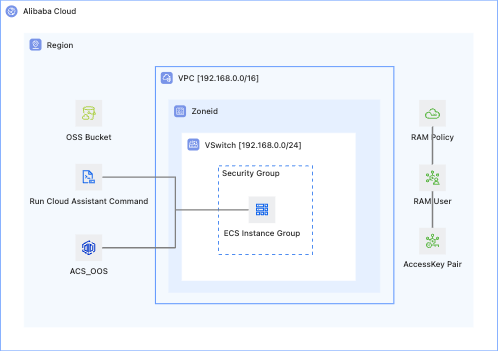 Alibaba Cloud
Region
VPC [192.168.0.0/16]
Zoneid
OSS Bucket
RAM Policy
VSwitch [192.168.0.0/24]
Security Group
Run Cloud Assistant Command
RAM User
ECS Instance Group
ACS_OOS
AccessKey Pair